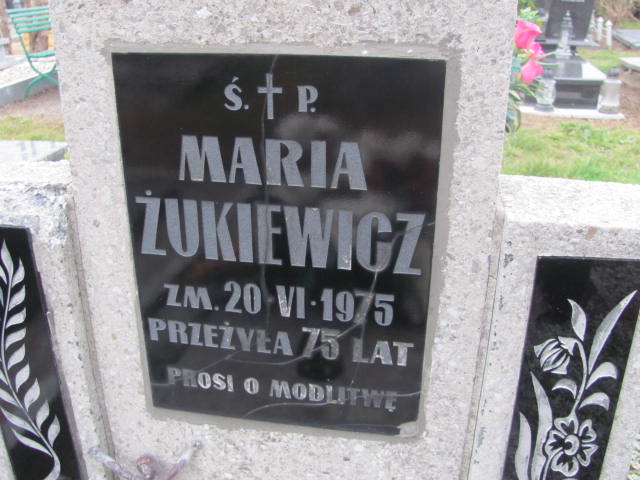 Ś. † P.
MARIA
ŻUKIEWICZ
ZM. 20·VI·1975
PRZEŻYŁA 75 LAT
PROSI O MODLITWĘ